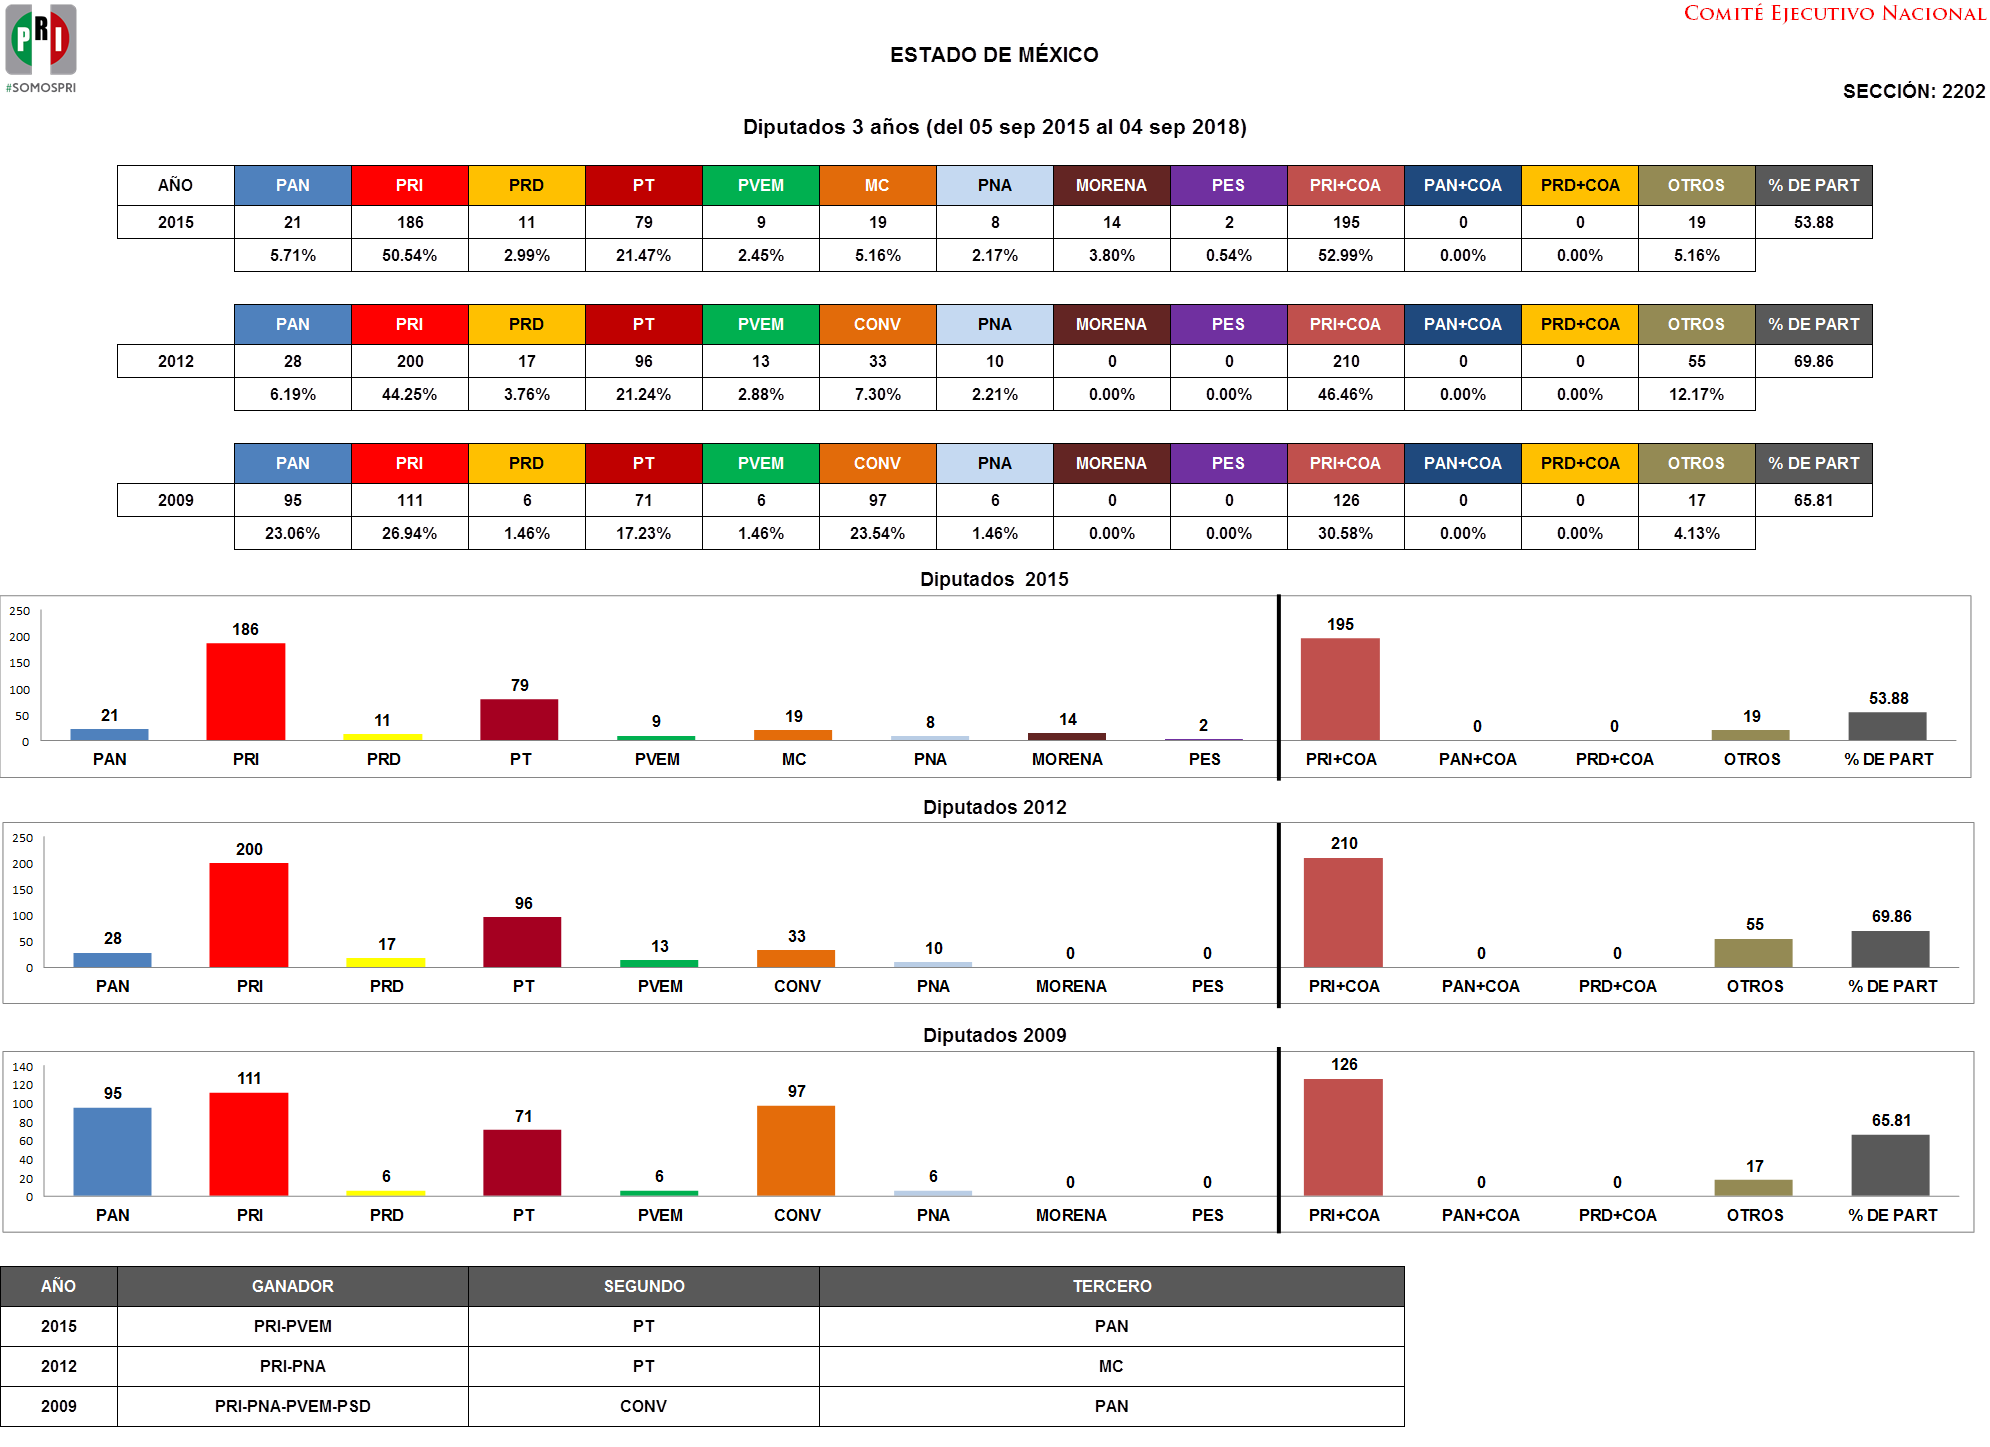 PRI
#SOMOSPRI
COMITÉ EJECUTIVO NACIONAL
ESTADO DE MÉXICO
SECCIÓN: 2202
Diputados 3 años (del 05 sep 2015 al 04 sep 2018)
AÑO PAN PRI PRD PT PVEM MC PNA MORENA PES PRI+COA PAN+COA PRD+COA OTROS % DE PART
2015 21 186 11 79 9 19 8 14 2 195 0 0 19 53.88
5.71% 50.54% 2.99% 21.47% 2.45% 5.16% 2.17% 3.80% 0.54% 52.99% 0.00% 0.00% 5.16%
PAN PRI PRD PT PVEM CONV PNA MORENA PES PRI+COA PAN+COA PRD+COA OTROS % DE PART
2012 28 200 17 96 13 33 10 0 0 210 0 0 55 69.86
6.19% 44.25% 3.76% 21.24% 2.88% 7.30% 2.21% 0.00% 0.00% 46.46% 0.00% 0.00% 12.17%
PAN PRI PRD PT PVEM CONV PNA MORENA PES PRI+COA PAN+COA PRD+COA OTROS % DE PART
2009 95 111 6 71 6 97 6 0 0 126 0 0 17 65.81
23.06% 26.94% 1.46% 17.23% 1.46% 23.54% 1.46% 0.00% 0.00% 30.58% 0.00% 0.00% 4.13%
Diputados 2015
250
200
150
100
50
0
21 186 11 79 9 19 8 14 2 195 0 0 19 53.88
PAN PRI PRD PT PVEM MC PNA MORENA PES PRI+COA PAN+COA PRD+COA OTROS % DE PART
Diputados 2012
250
200
150
100
50
0
28 200 17 96 13 33 10 0 0 210 0 0 55 69.86
PAN PRI PRD PT PVEM CONV PNA MORENA PES PRI+COA PAN+COA PRD+COA OTROS % DE PART
Diputados 2009
140
120
100
80
60
40
20
0
95 111 6 71 6 97 6 0 0 126 0 0 17 65.81
PAN PRI PRD PT PVEM CONV PNA MORENA PES PRI+COA PAN+COA PRD+COA OTROS % DE PART
AÑO GANADOR SEGUNDO TERCERO
2015 PRI-PVEM PT PAN
2012 PRI-PNA PT MC
2009 PRI-PNA-PVEM-PSD CONV PAN